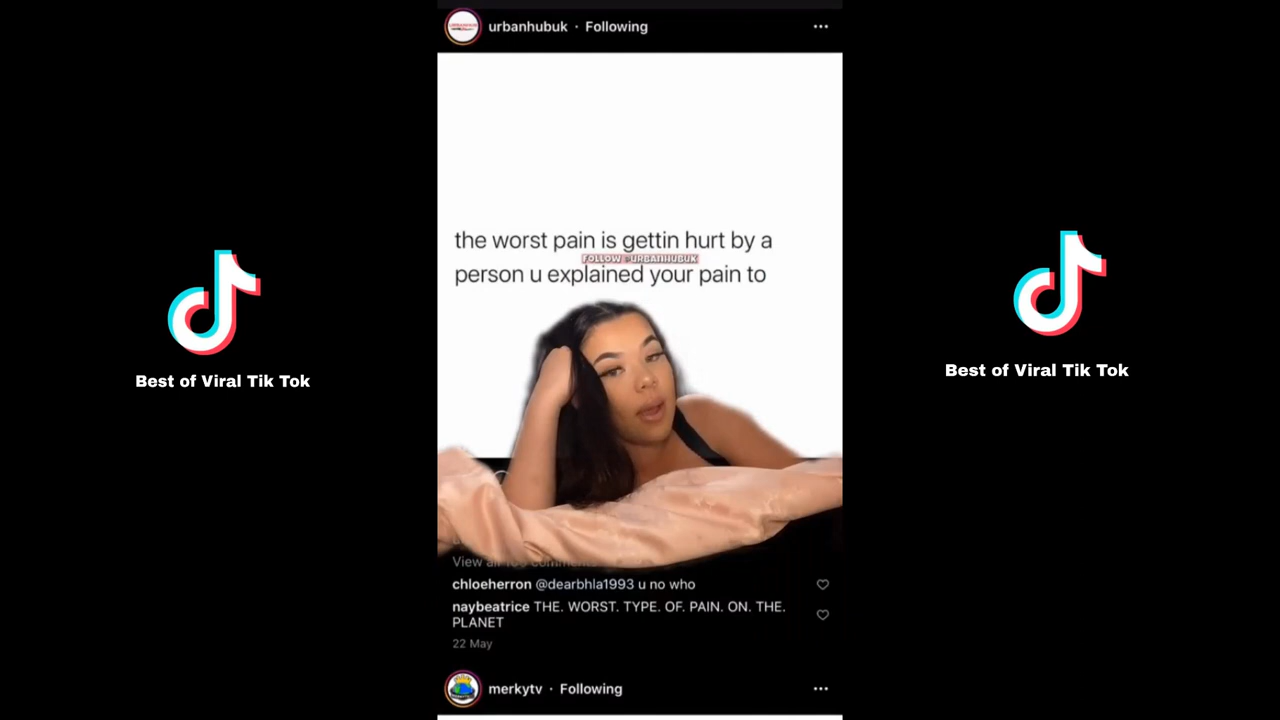 urbanhubuk · Following
the worst pain is gettin hurt by a
FOLLOW @URBANHUBUK
person u explained your pain to
Best of Viral Tik Tok
Best of Viral Tik Tok
View all
chloeherron @dearbhla1993 u no who
naybeatrice THE. WORST. TYPE. OF. PAIN. ON. THE.
PLANET
22 May
merkytv · Following